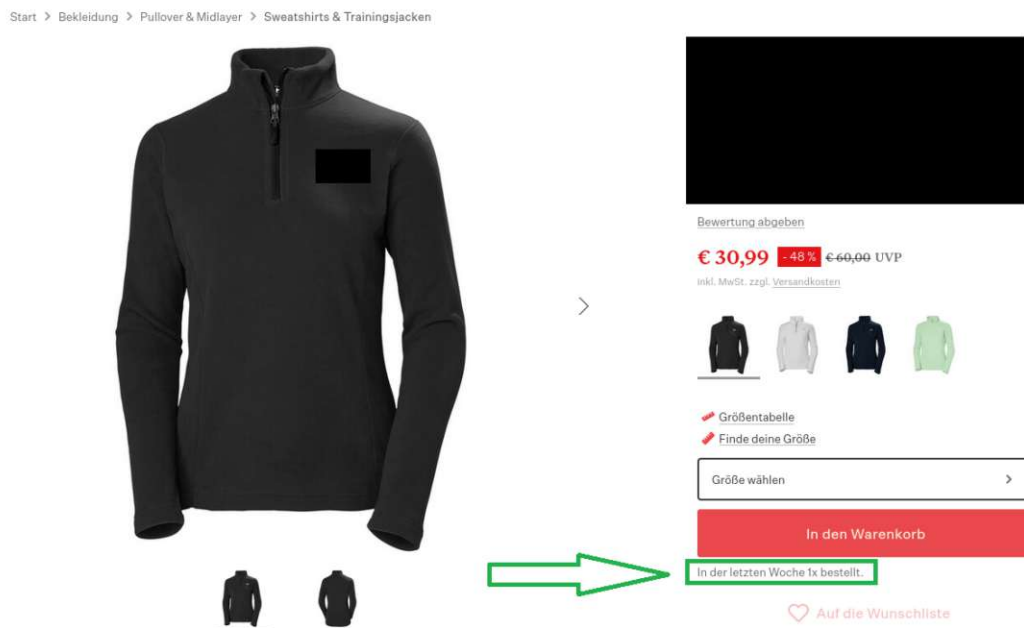 Start > Bekleidung > Pullover & Midlayer > Sweatshirts & Trainingsjacken
Bewertung abgeben
€ 30,99 - 48 % € 60,00 UVP
inkl. MwSt. zzgl. Versandkosten
Größentabelle
Finde deine Größe
Größe wählen
In den Warenkorb
In der letzten Woche 1x bestellt.
Auf die Wunschliste